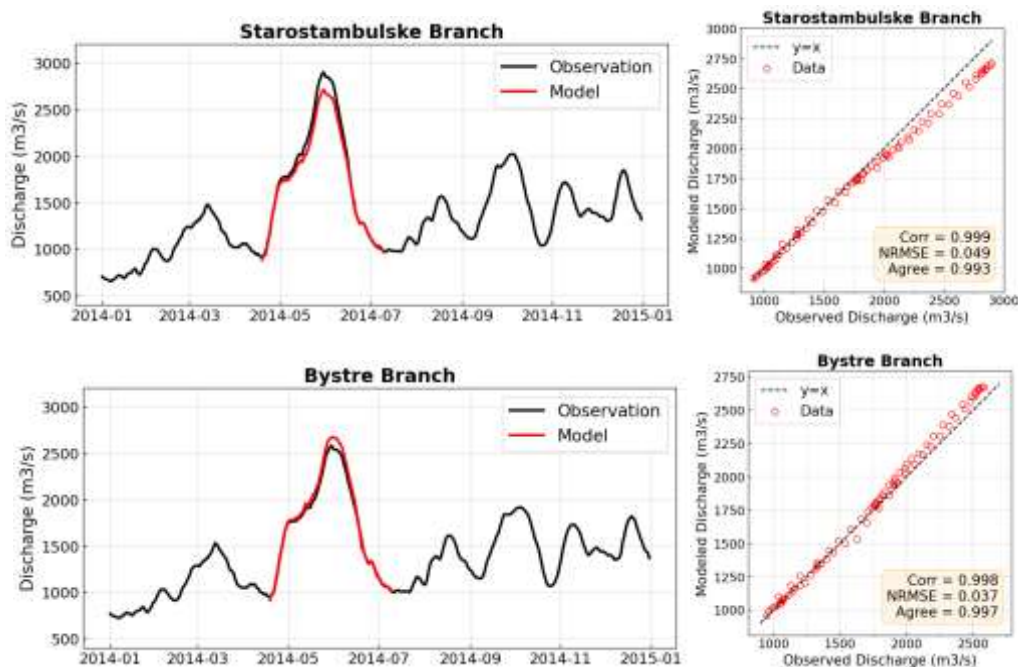 Starostambulske Branch
Discharge (m3/s)
3000
2500
2000
1500
1000
500
Observation
Model
2014-01 2014-03 2014-05 2014-07 2014-09 2014-11 2015-01
Starostambulske Branch
Modeled Discharge (m3/s)
3000
2750
2500
2250
2000
1750
1500
1250
1000
y=x
Data
Corr = 0.999
NRMSE = 0.049
Agree = 0.993
1000 1500 2000 2500 3000
Observed Discharge (m3/s)
Bystre Branch
Discharge (m3/s)
3000
2500
2000
1500
1000
500
Observation
Model
2014-01 2014-03 2014-05 2014-07 2014-09 2014-11 2015-01
Bystre Branch
Modeled Discharge (m3/s)
2750
2500
2250
2000
1750
1500
1250
1000
y=x
Data
Corr = 0.998
NRMSE = 0.037
Agree = 0.997
1000 1500 2000 2500
Observed Discharge (m3/s)